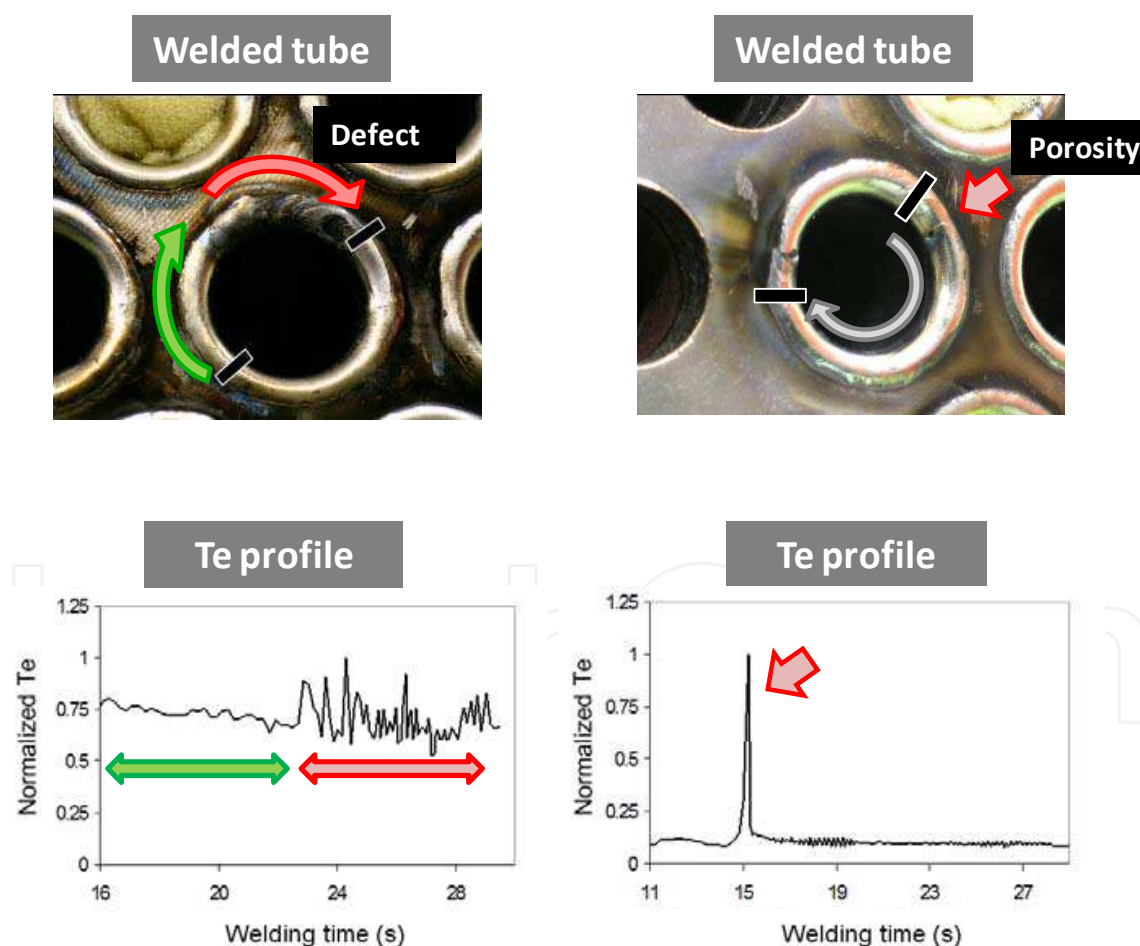 Welded tube
Welded tube
Defect
Porosity
Te profile
Te profile
1.25
1
0.75
0.5
0.25
0
Normalized Te
16 20 24 28
Welding time (s)
1.25
1
0.75
0.5
0.25
0
Normalized Te
11 15 19 23 27
Welding time (s)